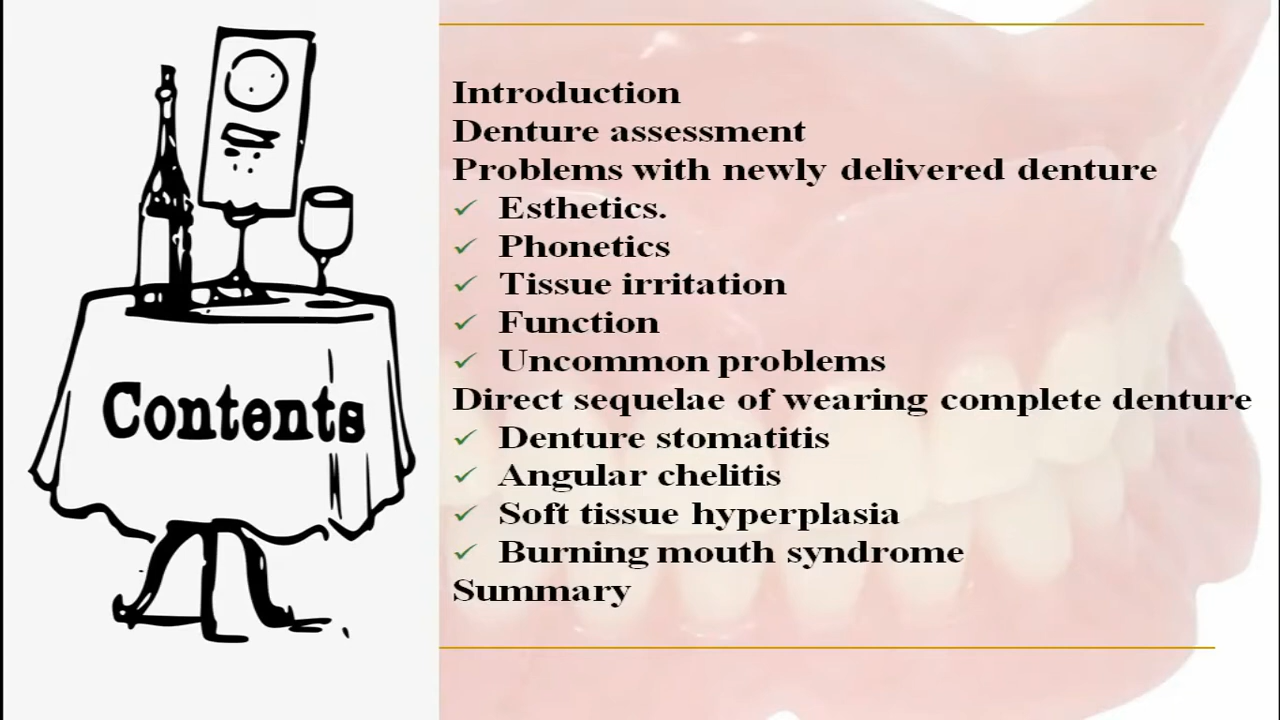 Contents
Introduction
Denture assessment
Problems with newly delivered denture
✓ Esthetics.
✓ Phonetics
✓ Tissue irritation
✓ Function
✓ Uncommon problems
Direct sequelae of wearing complete denture
✓ Denture stomatitis
✓ Angular chelitis
✓ Soft tissue hyperplasia
✓ Burning mouth syndrome
Summary